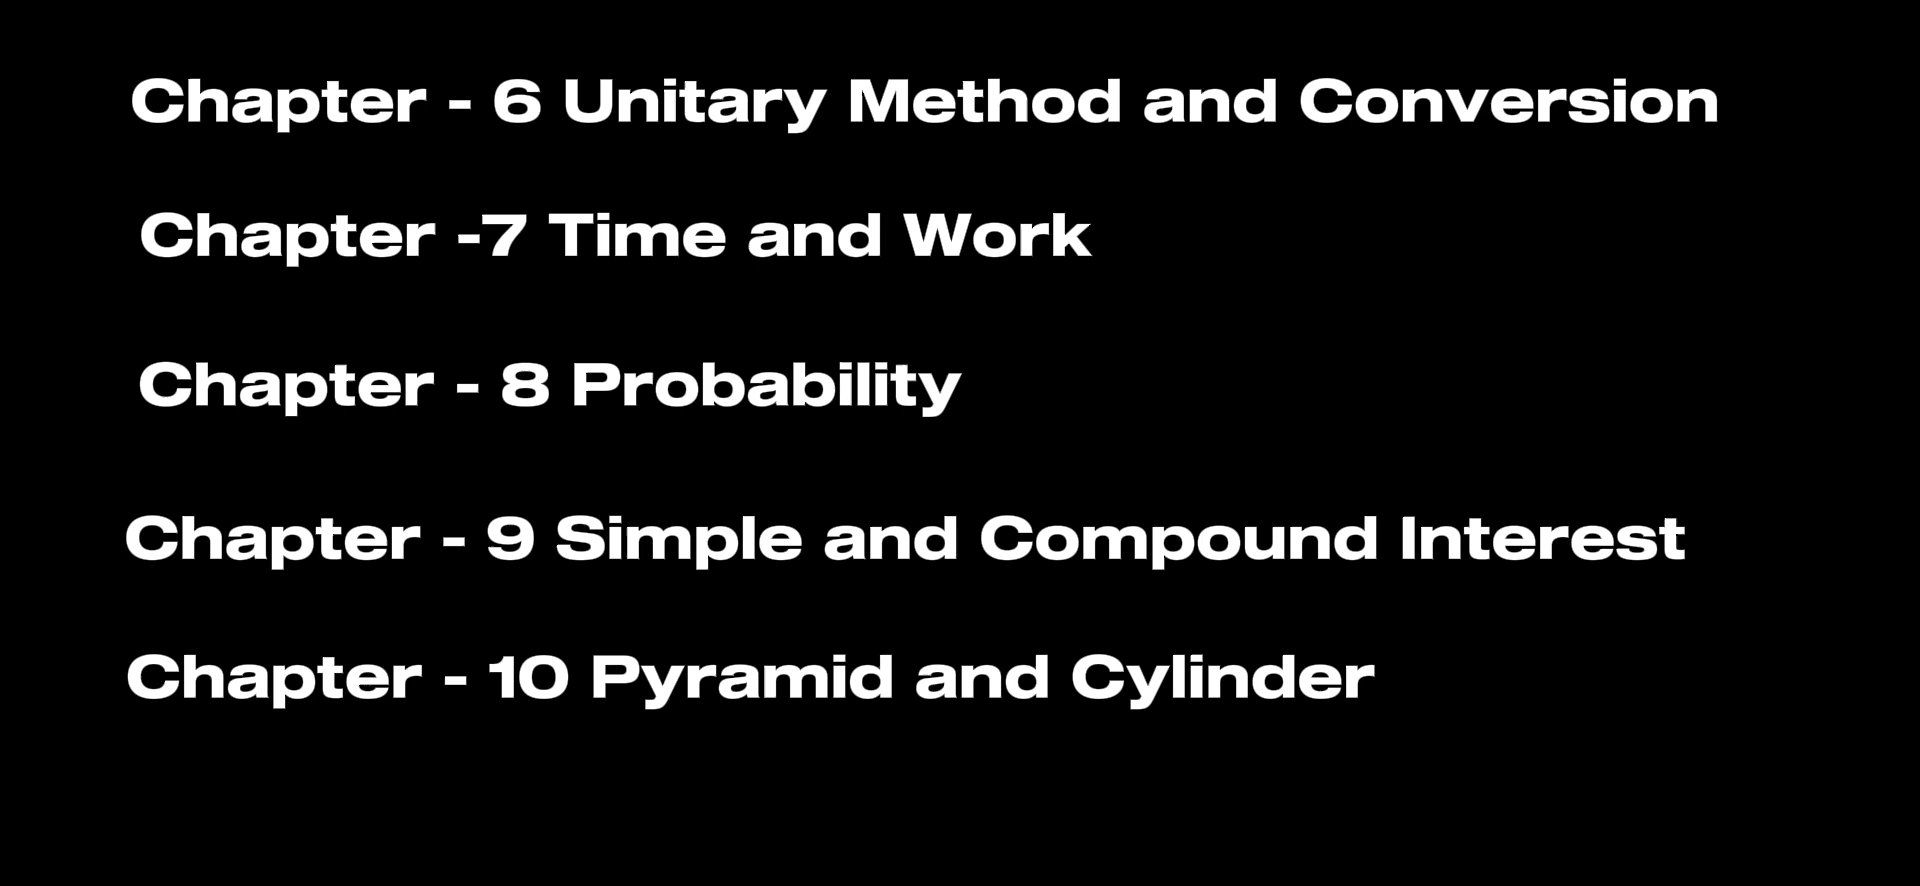 Chapter - 6 Unitary Method and Conversion
Chapter -7 Time and Work
Chapter - 8 Probability
Chapter - 9 Simple and Compound Interest
Chapter - 10 Pyramid and Cylinder